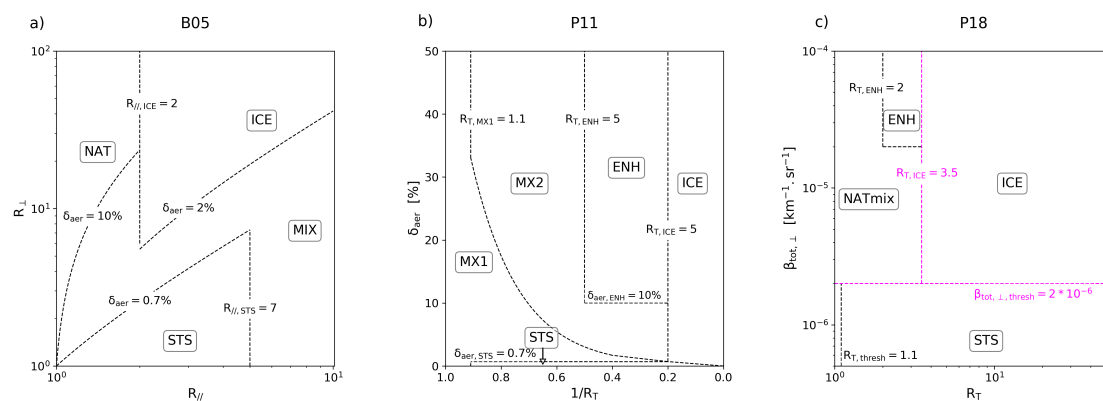 a)
B05
R⊥
R//
10²
10¹
10⁰
10⁰
10¹
R//, ICE = 2
ICE
NAT
δaer = 10%
δaer = 2%
MIX
δaer = 0.7%
R//, STS = 7
STS
b)
P11
δaer [%]
1/RT
50
40
30
20
10
0
1.0
0.8
0.6
0.4
0.2
0.0
RT, MX1 = 1.1
RT, ENH = 5
ENH
MX2
ICE
RT, ICE = 5
MX1
δaer, ENH = 10%
STS
δaer, STS = 0.7%
c)
P18
βtot, ⊥ [km⁻¹. sr⁻¹]
RT
10⁻⁴
10⁻⁵
10⁻⁶
10⁰
10¹
RT, ENH = 2
ENH
RT, ICE = 3.5
ICE
NATmix
βtot, ⊥, thresh = 2 * 10⁻⁶
STS
RT, thresh = 1.1